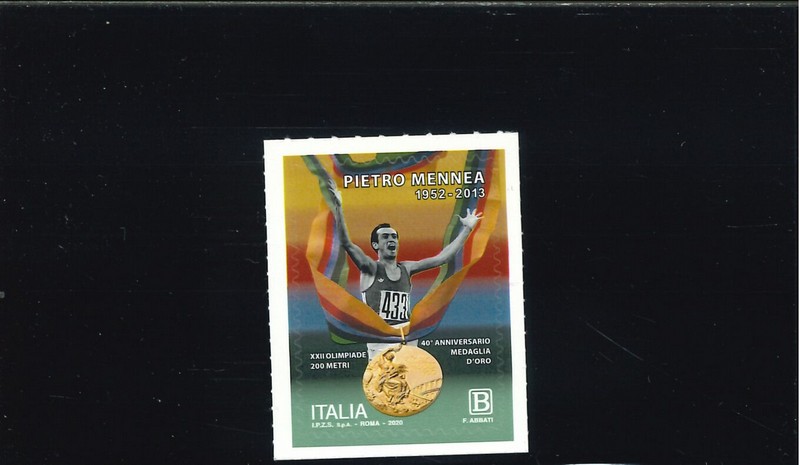 PIETRO MENNEA
1952-2013
433
XXII OLIMPIADE
200 METRI
40° ANNIVERSARIO
MEDAGLIA
D'ORO
ITALIA
B
I.P.Z.S. S.p.A. - ROMA - 2020
F. ABBATI